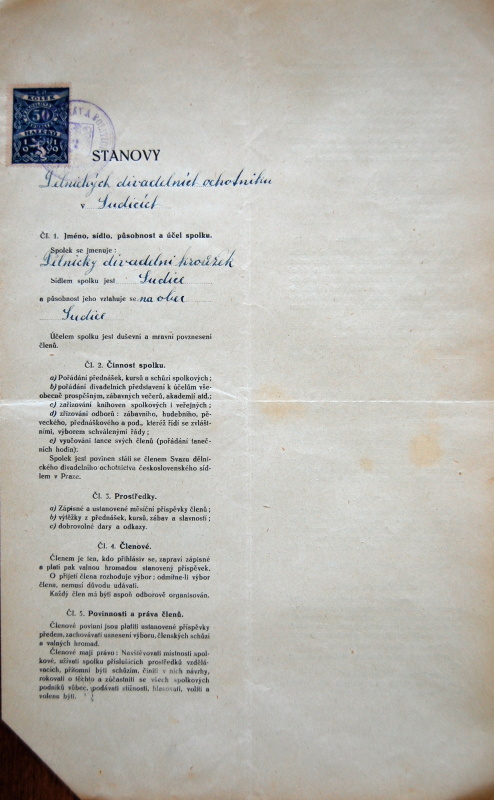 KOLEK
50
HALÉŘŮ
1919
STANOVY
Dělnických divadelních ochotníků
v Sudicích
Čl. 1. Jméno, sídlo, působnost a účel spolku.
Spolek se jmenuje :
Dělnický divadelní kroužek
Sídlem spolku jest Sudice
a působnost jeho vztahuje se na obec
Sudice
Účelem spolku jest duševní a mravní povznesení
členů.
Čl. 2. Činnost spolku.
a) Pořádání přednášek, kursů a schůzí spolkových ;
b) pořádání divadelních představení k účelům vše-
obecně prospěšným, zábavných večerů, akademií atd.;
c) zařizování knihoven spolkových i veřejných ;
d) zřizování odborů : zábavního, hudebního, pě-
veckého, přednáškového a pod., kteréž řídí se zvlášt-
ními, výborem schválenými řády ;
e) vyučování tance svých členů (pořádání taneč-
ních hodin):
Spolek jest povinen státi se členem Svazu dělni-
ckého divadelního ochotnictva československého síd-
lem v Praze.
Čl. 3. Prostředky.
a) Zápisné a ustanovené měsíční příspěvky členů ;
b) výtěžky z přednášek, kursů, zábav a slavností ;
c) dobrovolné dary a odkazy.
Čl. 4. Členové.
Členem je ten, kdo přihlásiv se, zapraví zápisné
a platí pak valnou hromadou stanovený příspěvek.
O přijetí člena rozhoduje výbor ; odmítne-li výbor
člena, nemusí důvodu udávati.
Každý člen má býti aspoň odborově organisován.
Čl. 5. Povinnosti a práva členů.
Členové povinni jsou platiti ustanovené příspěvky
předem, zachovávati usnesení výboru, členských schůzí
a valných hromad.
Členové mají právo : Navštěvovati místnosti spol-
kové, užívati spolku příslušících prostředků vzdělá-
vacích, přítomni býti schůzím, činiti v nich návrhy,
rokovati o těchto a zúčastniti se všech spolkových
podniků vůbec, podávati stížnosti, hlasovati, voliti a
voleni býti.